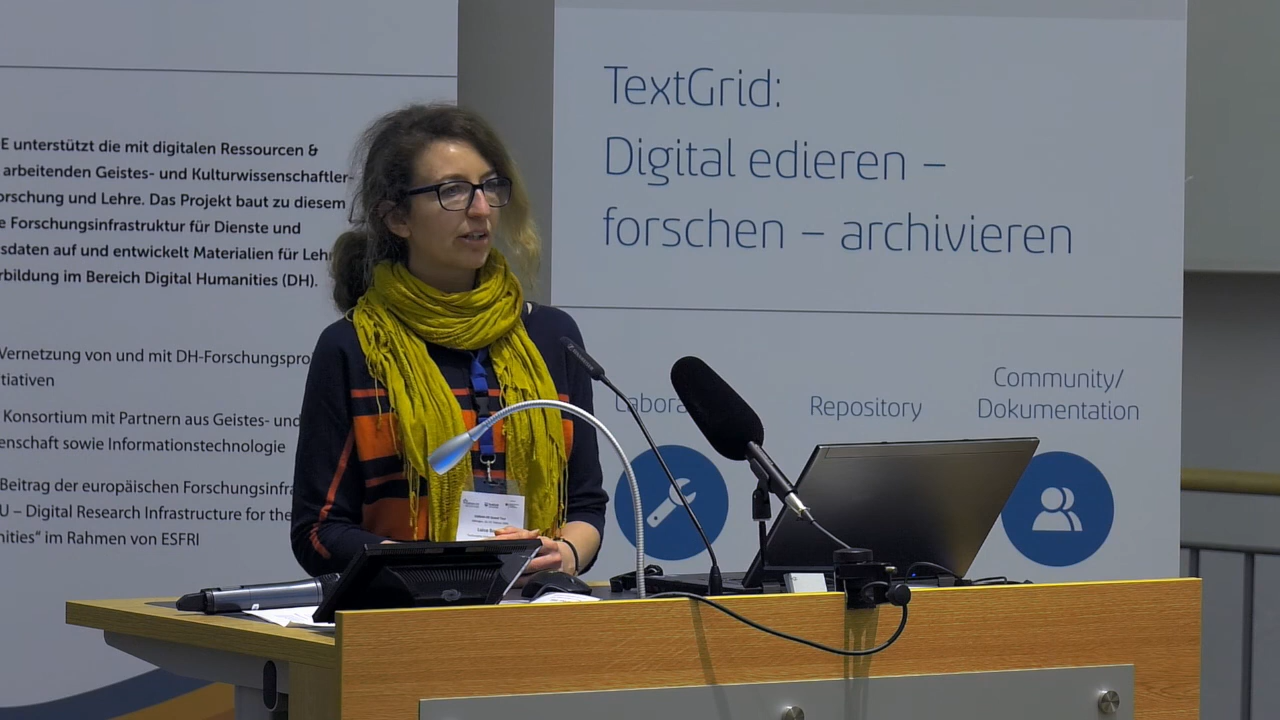 E unterstützt die mit digitalen Ressourcen &
arbeitenden Geistes- und Kulturwissenschaftler-
orschung und Lehre. Das Projekt baut zu diesem
e Forschungsinfrastruktur für Dienste und
sdaten auf und entwickelt Materialien für Leh
rbildung im Bereich Digital Humanities (DH).
Vernetzung von und mit DH-Forschungspro
tiativen
Konsortium mit Partnern aus Geistes- und
enschaft sowie Informationstechnologie
Beitrag der europäischen Forschungsinfra
U – Digital Research Infrastructure for the
nities" im Rahmen von ESFRI
TextGrid:
Digital edieren –
forschen – archivieren
Labora
Repository
Community/
Dokumentation